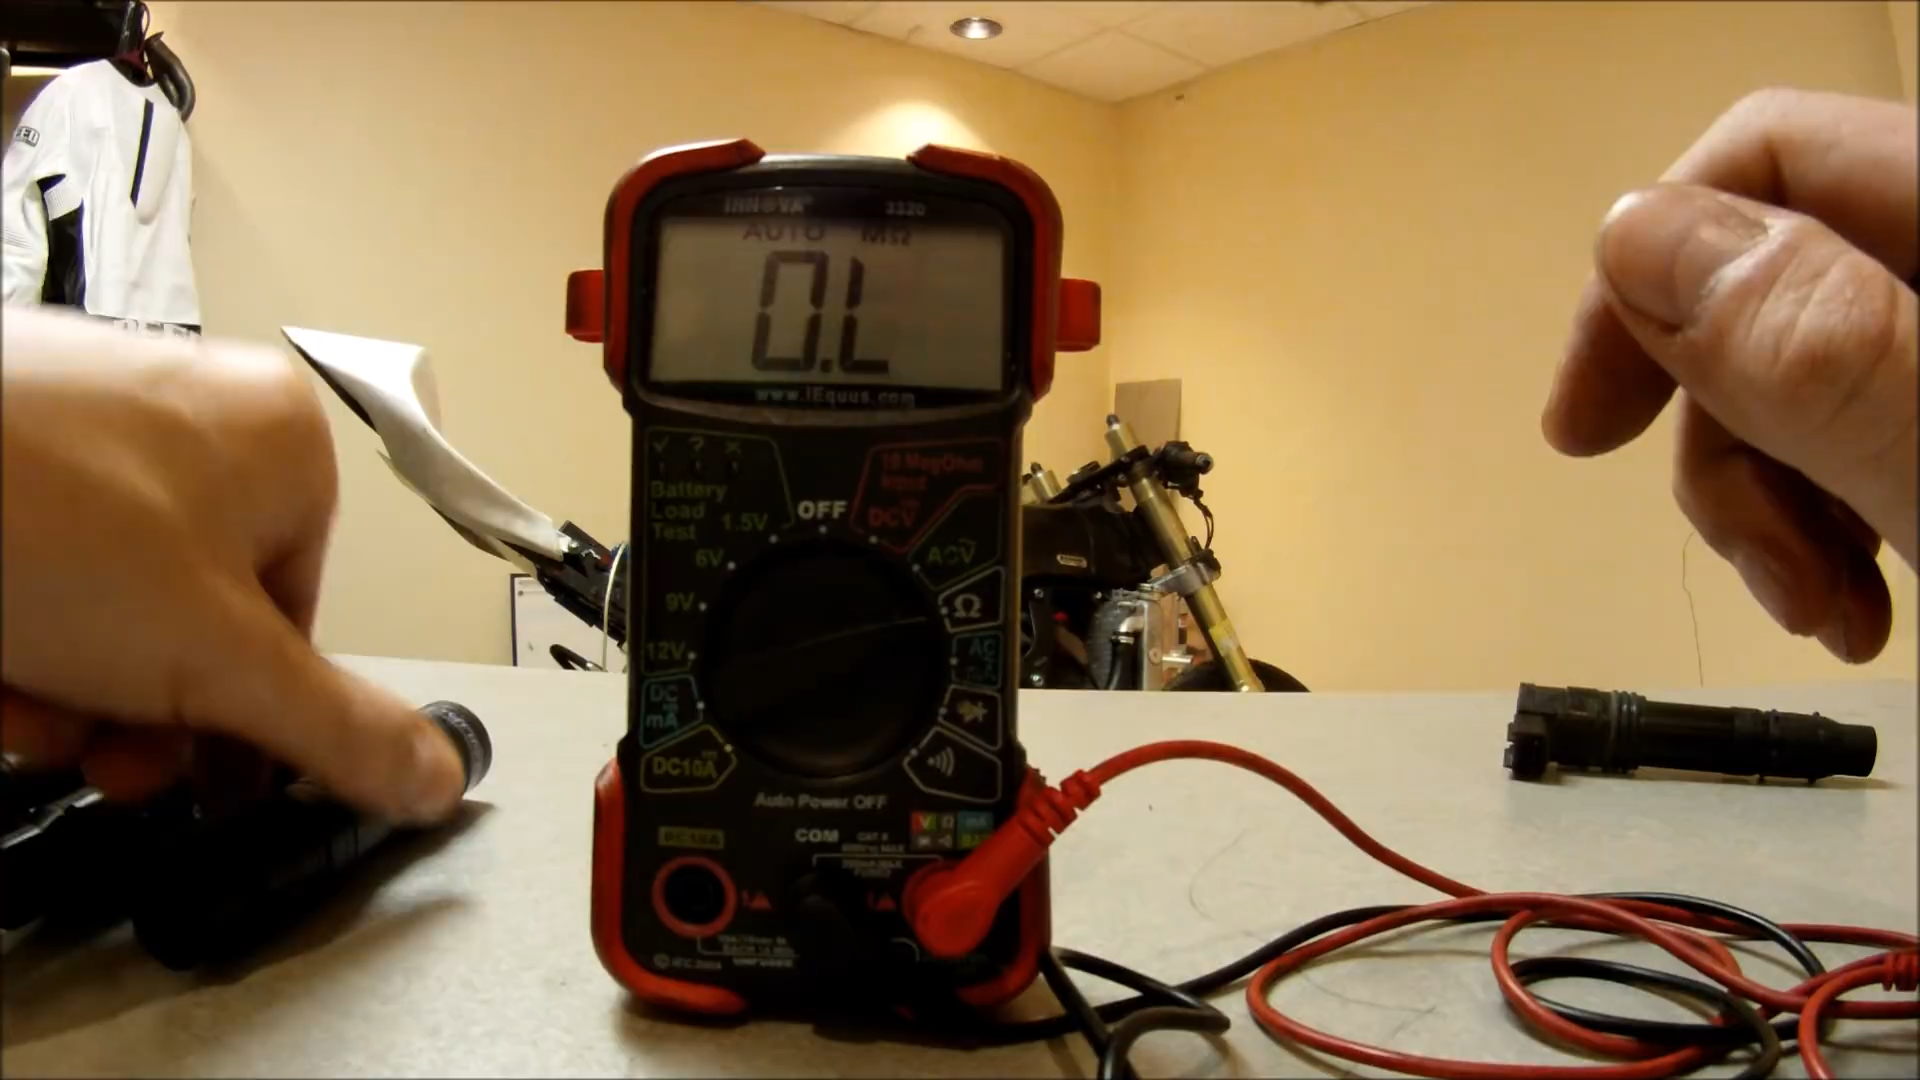 INNOVA 3320
AUTO MΩ
0.L
www.iEquus.com
✓ ? ✕
Battery
Load
Test
1.5V
OFF
10 MegOhm
Input
DCV
ACV
6V
9V
Ω
12V
AC
DC
mA
DC10A
Auto Power OFF
COM
V Ω